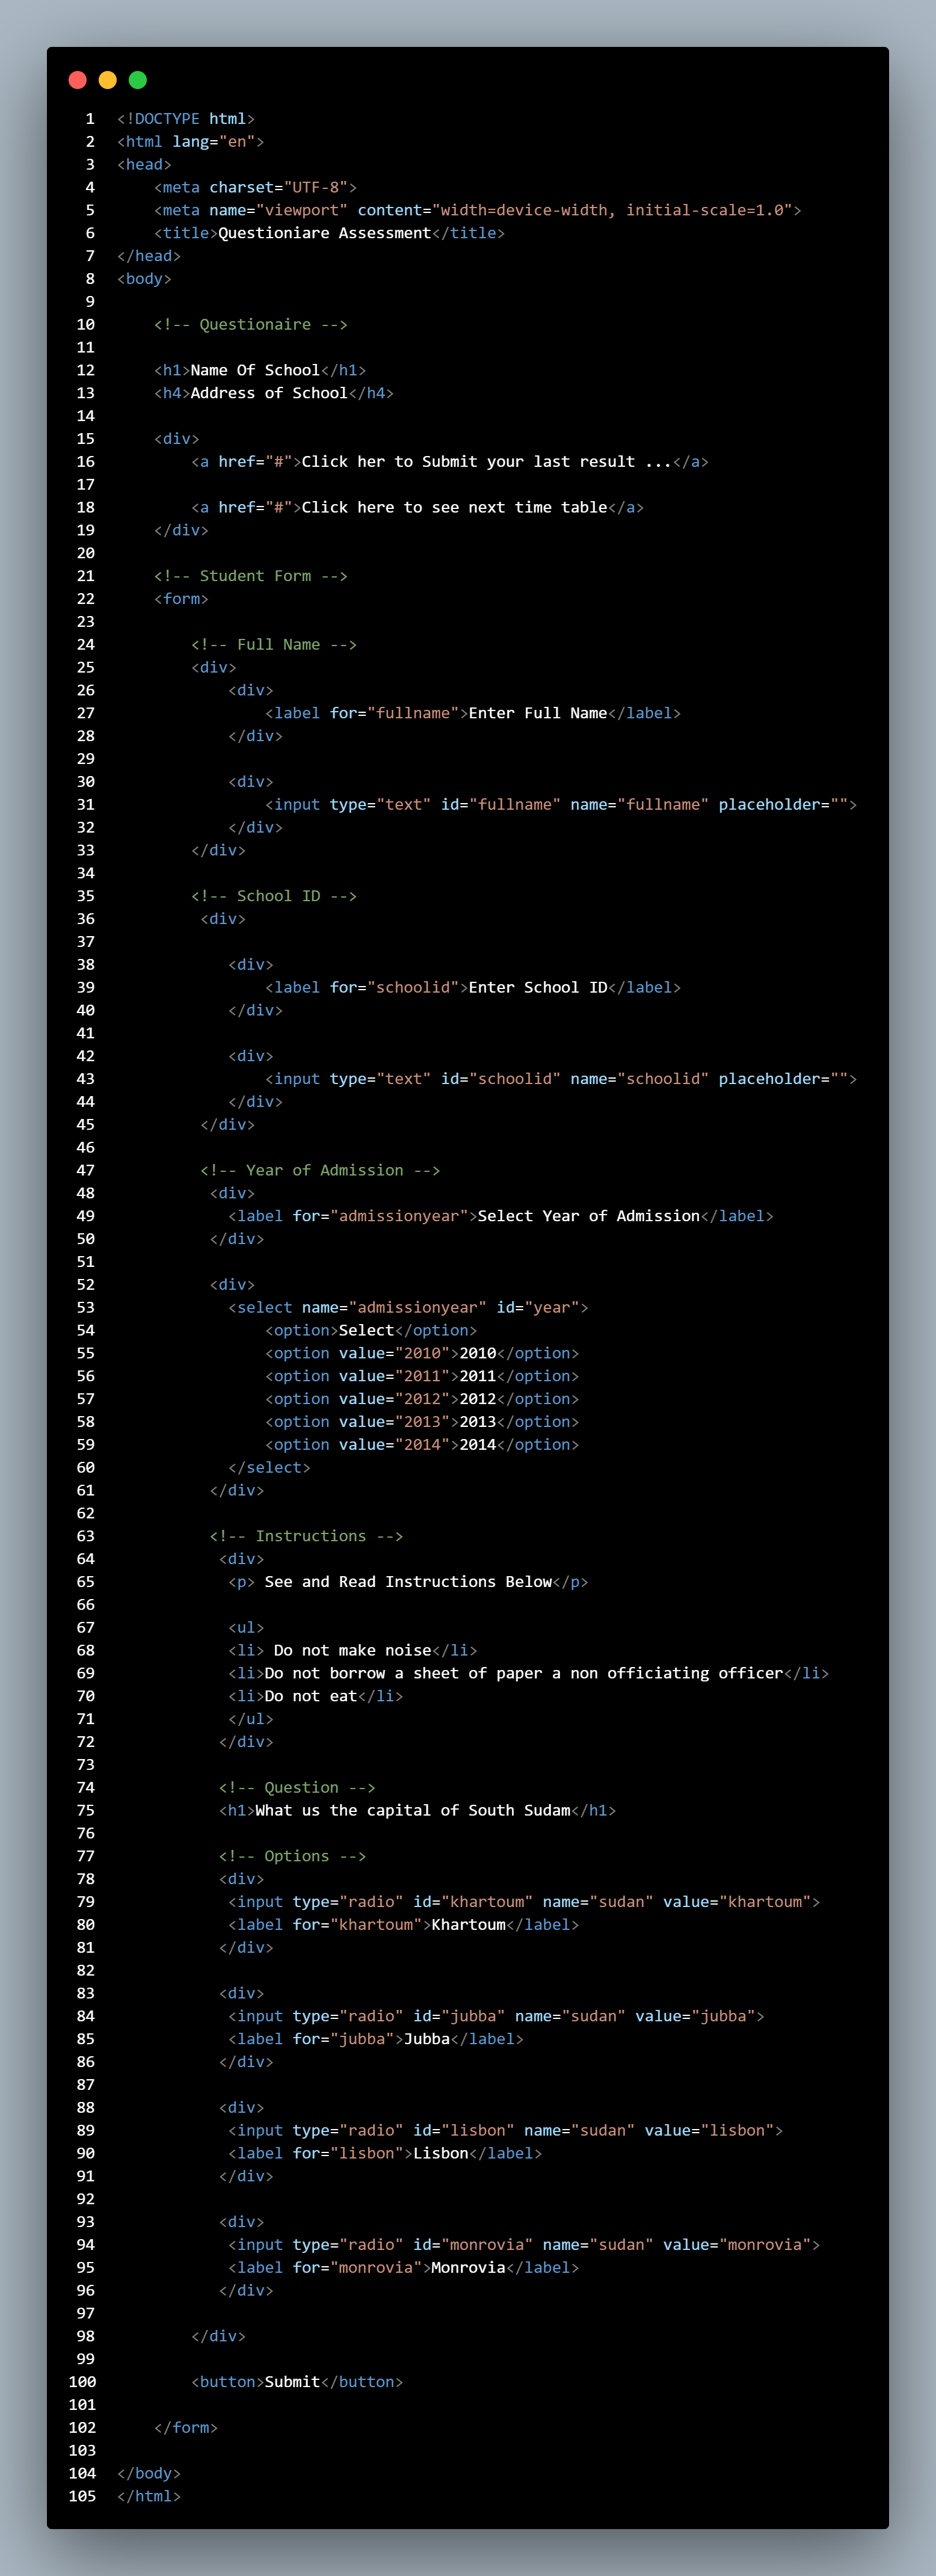 1 <!DOCTYPE html>
2 <html lang="en">
3 <head>
4     <meta charset="UTF-8">
5     <meta name="viewport" content="width=device-width, initial-scale=1.0">
6     <title>Questioniare Assessment</title>
7 </head>
8 <body>
9
10     <!-- Questionaire -->
11
12     <h1>Name Of School</h1>
13     <h4>Address of School</h4>
14
15     <div>
16         <a href="#">Click her to Submit your last result ...</a>
17
18         <a href="#">Click here to see next time table</a>
19     </div>
20
21     <!-- Student Form -->
22     <form>
23
24         <!-- Full Name -->
25         <div>
26             <div>
27                 <label for="fullname">Enter Full Name</label>
28             </div>
29
30             <div>
31                 <input type="text" id="fullname" name="fullname" placeholder="">
32             </div>
33         </div>
34
35         <!-- School ID -->
36          <div>
37
38             <div>
39                 <label for="schoolid">Enter School ID</label>
40             </div>
41
42             <div>
43                 <input type="text" id="schoolid" name="schoolid" placeholder="">
44             </div>
45          </div>
46
47          <!-- Year of Admission -->
48           <div>
49             <label for="admissionyear">Select Year of Admission</label>
50           </div>
51
52           <div>
53             <select name="admissionyear" id="year">
54                 <option>Select</option>
55                 <option value="2010">2010</option>
56                 <option value="2011">2011</option>
57                 <option value="2012">2012</option>
58                 <option value="2013">2013</option>
59                 <option value="2014">2014</option>
60             </select>
61           </div>
62
63           <!-- Instructions -->
64            <div>
65             <p> See and Read Instructions Below</p>
66
67             <ul>
68             <li> Do not make noise</li>
69             <li>Do not borrow a sheet of paper a non officiating officer</li>
70             <li>Do not eat</li>
71             </ul>
72            </div>
73
74            <!-- Question -->
75            <h1>What us the capital of South Sudam</h1>
76
77            <!-- Options -->
78            <div>
79             <input type="radio" id="khartoum" name="sudan" value="khartoum">
80             <label for="khartoum">Khartoum</label>
81            </div>
82
83            <div>
84             <input type="radio" id="jubba" name="sudan" value="jubba">
85             <label for="jubba">Jubba</label>
86            </div>
87
88            <div>
89             <input type="radio" id="lisbon" name="sudan" value="lisbon">
90             <label for="lisbon">Lisbon</label>
91            </div>
92
93            <div>
94             <input type="radio" id="monrovia" name="sudan" value="monrovia">
95             <label for="monrovia">Monrovia</label>
96            </div>
97
98         </div>
99
100         <button>Submit</button>
101
102     </form>
103
104 </body>
105 </html>